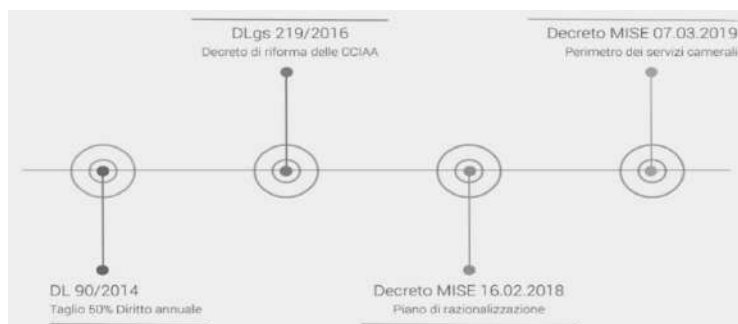 DLgs 219/2016
Decreto di riforma delle CCIAA
Decreto MISE 07.03.2019
Perimetro dei servizi camerali
DL 90/2014
Taglio 50% Diritto annuale
Decreto MISE 16.02.2018
Piano di razionalizzazione